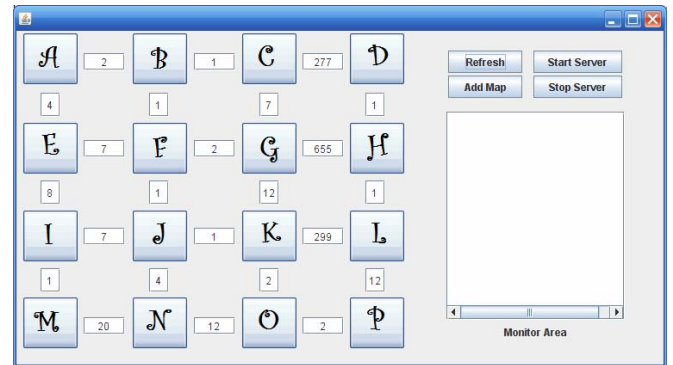 A 2 B 1 C 277 D
4 1 7 1
E 7 F 2 G 655 H
8 1 12 1
I 7 J 1 K 299 L
1 4 2 12
M 20 N 12 O 2 P
Refresh Start Server
Add Map Stop Server
Monitor Area